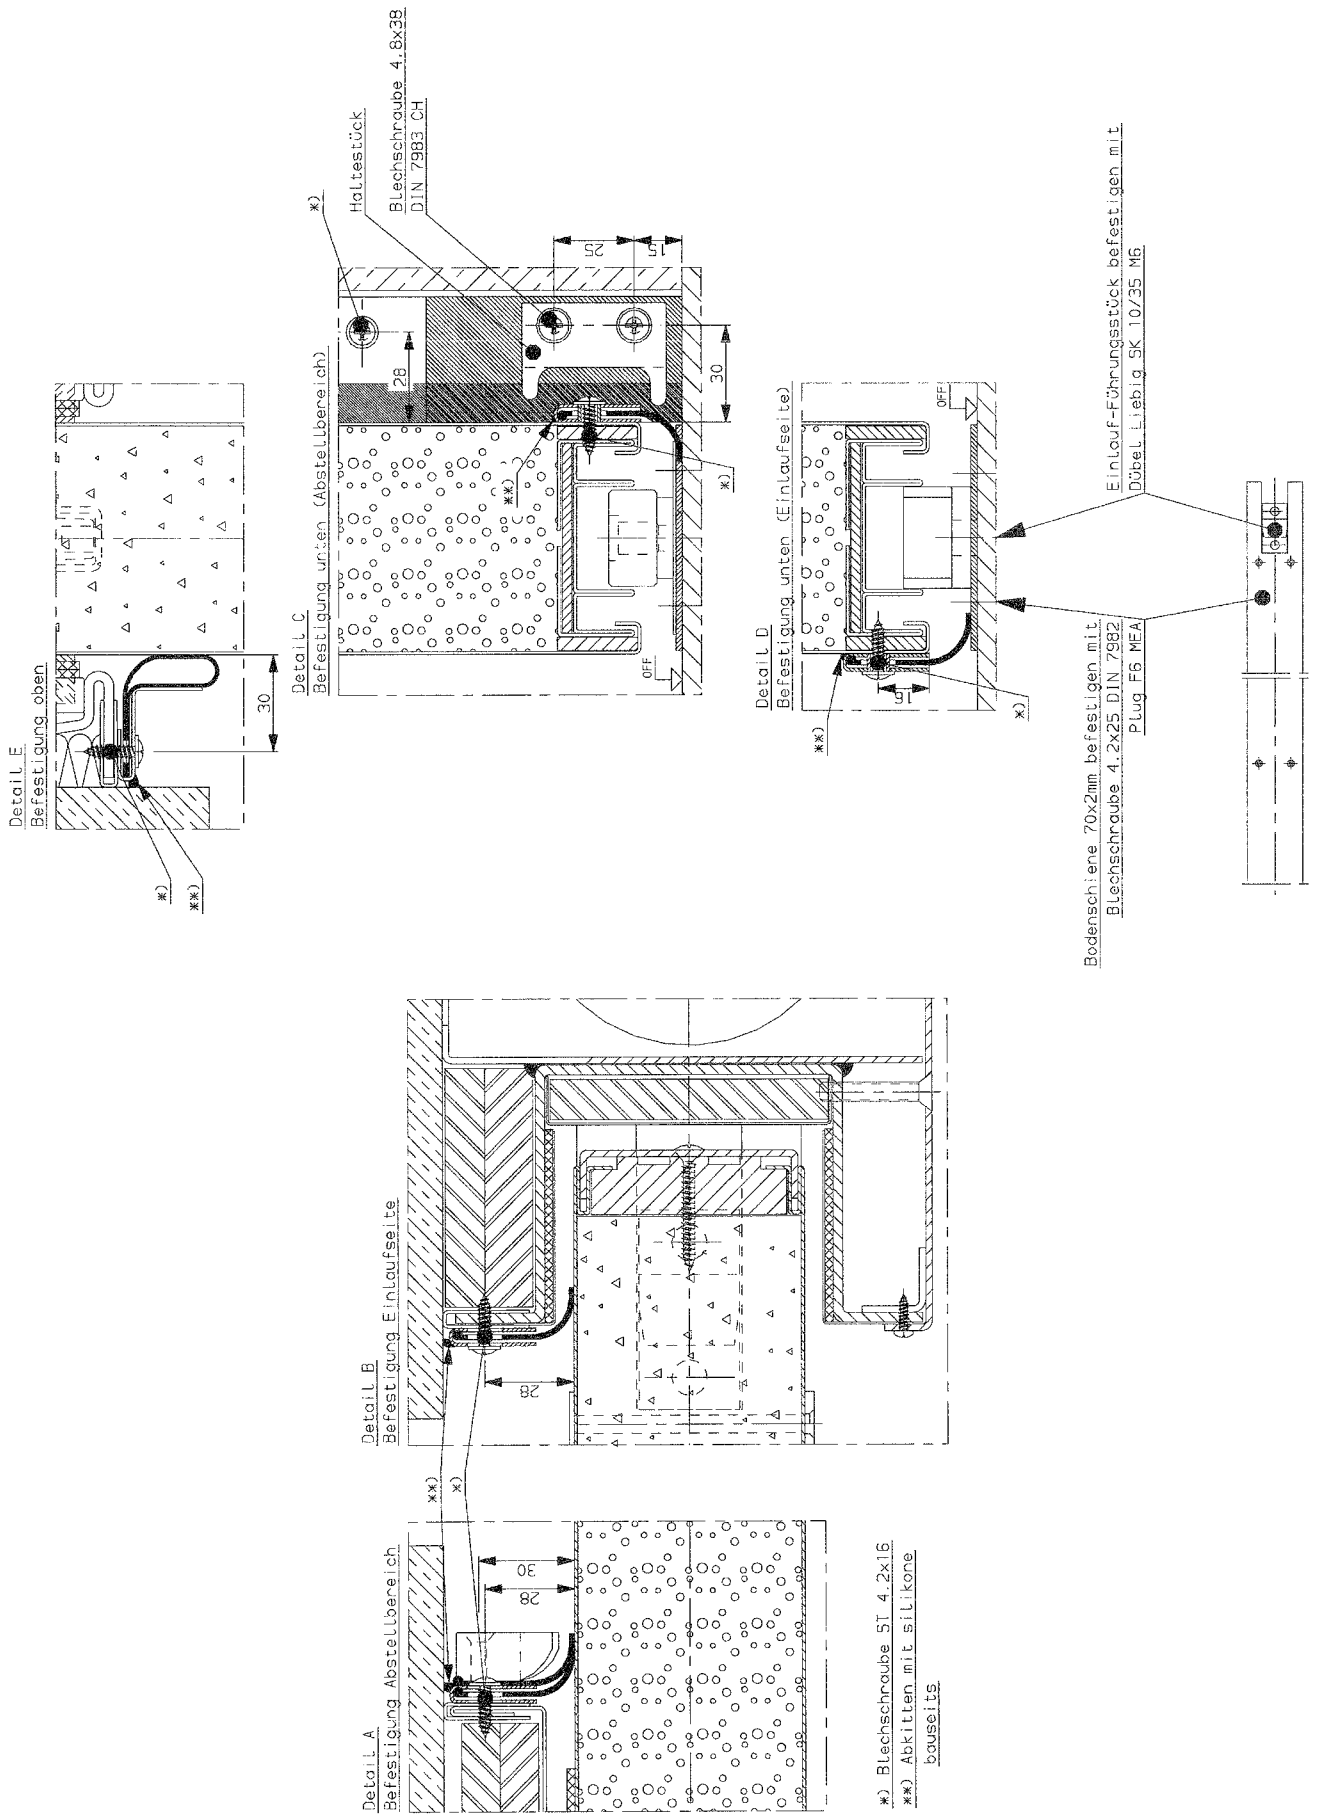 Detail A
Befestigung Abstellbereich
30
28
**)
*)
*) Blechschraube ST 4.2x16
**) Abkitten mit silikone
bauseits
Detail B
Befestigung Einlaufseite
28
Detail E
Befestigung oben
30
*)
**)
Detail C
Befestigung unten (Abstellbereich)
*)
Haltestück
Blechschraube 4.8x38
DIN 7983 CH
28
25
15
30
**)
*)
OFF
Detail D
Befestigung unten (Einlaufseite)
**)
16
*)
OFF
Bodenschiene 70x2mm befestigen mit
Blechschraube 4.2x25 DIN 7982
Plug F6 MEA
Einlauf-Führungsstück befestigen mit
Dübel Liebig SK 10/35 M6